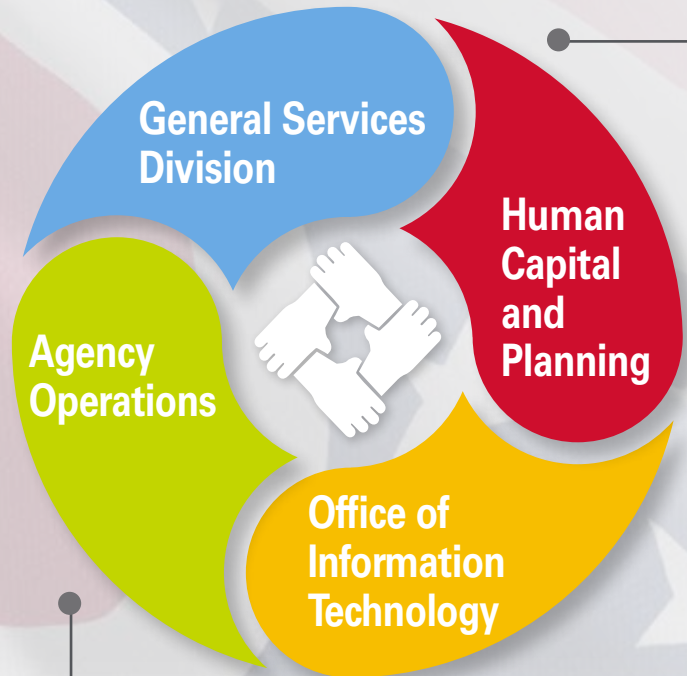 General Services
Division
Human
Capital
and
Planning
Agency
Operations
Office of
Information
Technology